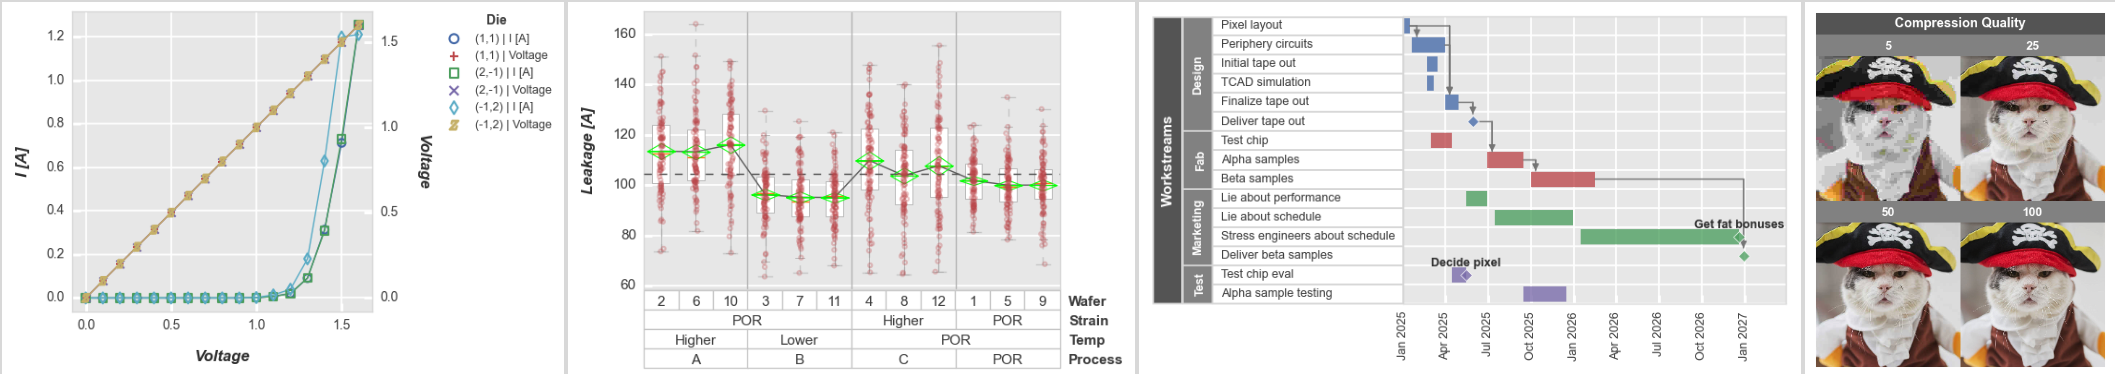 1.2
1.0
0.8
0.6
0.4
0.2
0.0
I [A]
0.0
0.5
1.0
1.5
Voltage
1.5
1.0
0.5
0.0
Voltage
Die
(1,1) | I [A]
(1,1) | Voltage
(2,-1) | I [A]
(2,-1) | Voltage
(-1,2) | I [A]
(-1,2) | Voltage
160
140
120
100
80
60
Leakage [A]
2 6 10 3 7 11 4 8 12 1 5 9 Wafer
POR Higher POR Strain
Higher Lower POR Temp
A B C POR Process
Workstreams
Design
Pixel layout
Periphery circuits
Initial tape out
TCAD simulation
Finalize tape out
Deliver tape out
Fab
Test chip
Alpha samples
Beta samples
Marketing
Lie about performance
Lie about schedule
Stress engineers about schedule
Deliver beta samples
Test
Test chip eval
Alpha sample testing
Get fat bonuses
Decide pixel
Jan 2025
Apr 2025
Jul 2025
Oct 2025
Jan 2026
Apr 2026
Jul 2026
Oct 2026
Jan 2027
Compression Quality
5 25
50 100